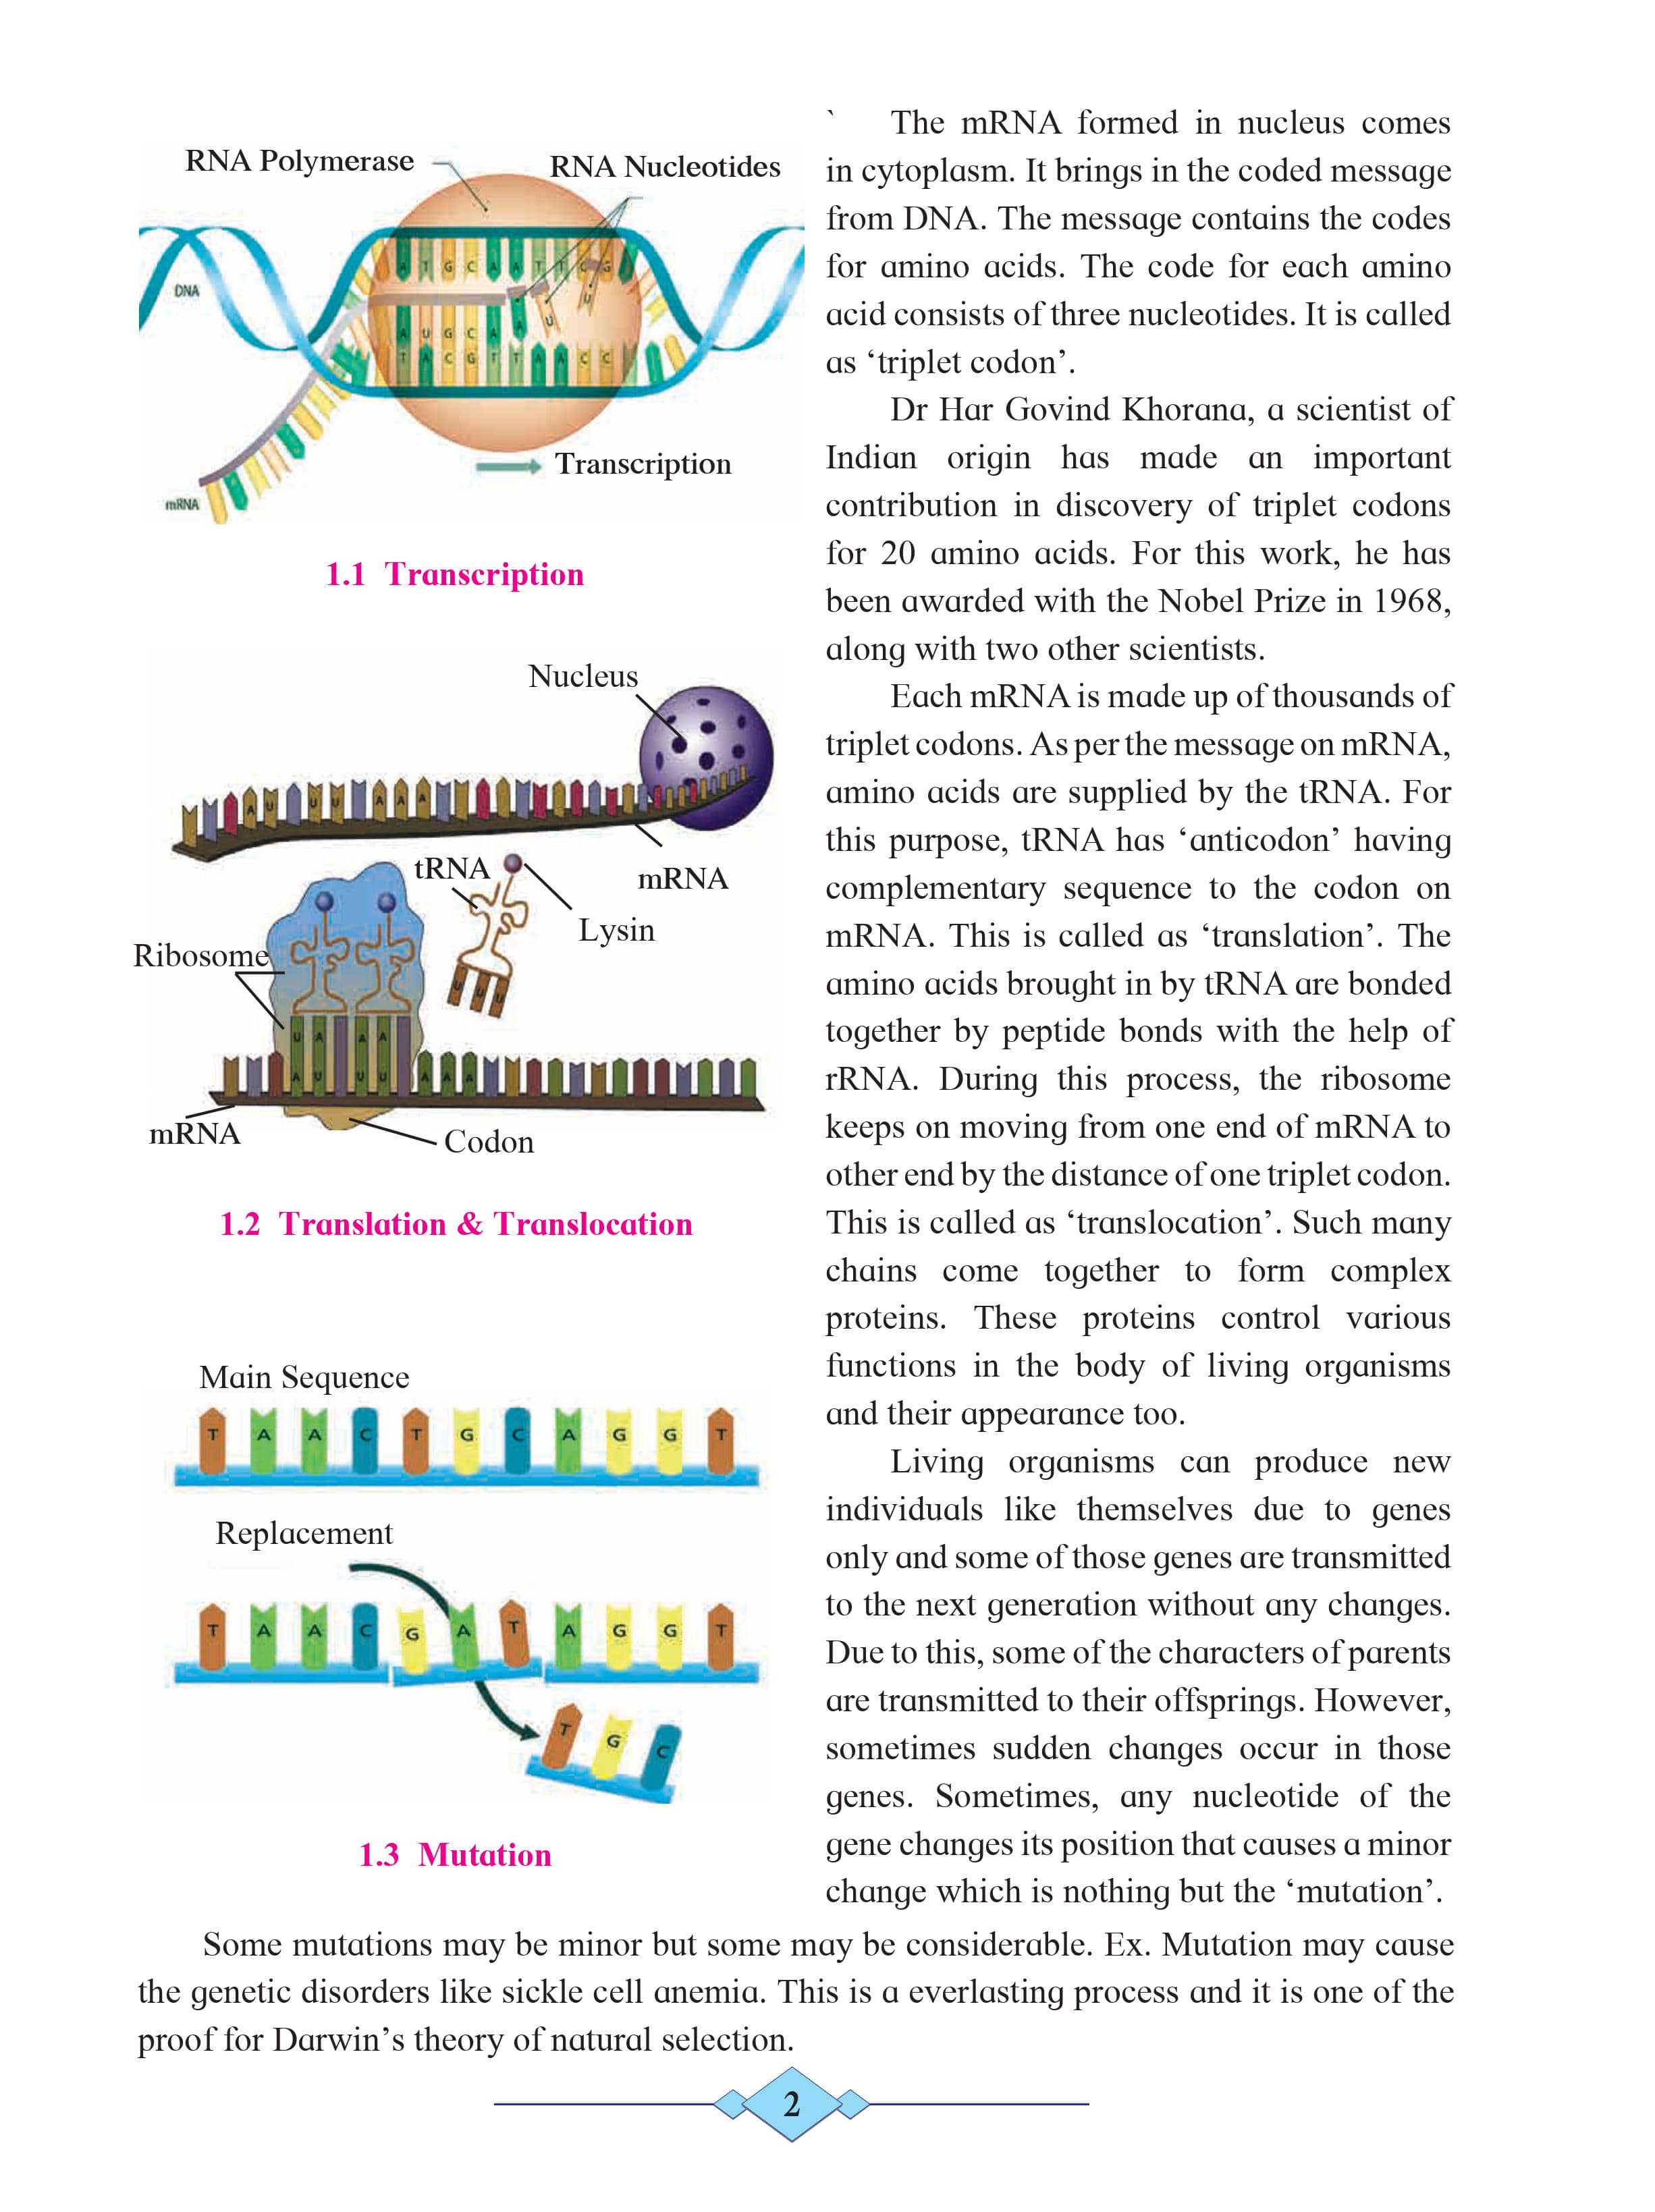 RNA Polymerase
RNA Nucleotides
DNA
A T G C A A T T C G
U
A U G C A A U
T A C G T T A A C C
Transcription
mRNA
1.1 Transcription
Nucleus
A U U U A A A
tRNA
mRNA
Lysin
Ribosome
U U U
U A A A
A U U U A A A
mRNA
Codon
1.2 Translation & Translocation
Main Sequence
T A A C T G C A G G T
Replacement
T A A C G A T A G G T
T G C
1.3 Mutation
` The mRNA formed in nucleus comes
in cytoplasm. It brings in the coded message
from DNA. The message contains the codes
for amino acids. The code for each amino
acid consists of three nucleotides. It is called
as ‘triplet codon’.
Dr Har Govind Khorana, a scientist of
Indian origin has made an important
contribution in discovery of triplet codons
for 20 amino acids. For this work, he has
been awarded with the Nobel Prize in 1968,
along with two other scientists.
Each mRNA is made up of thousands of
triplet codons. As per the message on mRNA,
amino acids are supplied by the tRNA. For
this purpose, tRNA has ‘anticodon’ having
complementary sequence to the codon on
mRNA. This is called as ‘translation’. The
amino acids brought in by tRNA are bonded
together by peptide bonds with the help of
rRNA. During this process, the ribosome
keeps on moving from one end of mRNA to
other end by the distance of one triplet codon.
This is called as ‘translocation’. Such many
chains come together to form complex
proteins. These proteins control various
functions in the body of living organisms
and their appearance too.
Living organisms can produce new
individuals like themselves due to genes
only and some of those genes are transmitted
to the next generation without any changes.
Due to this, some of the characters of parents
are transmitted to their offsprings. However,
sometimes sudden changes occur in those
genes. Sometimes, any nucleotide of the
gene changes its position that causes a minor
change which is nothing but the ‘mutation’.
Some mutations may be minor but some may be considerable. Ex. Mutation may cause
the genetic disorders like sickle cell anemia. This is a everlasting process and it is one of the
proof for Darwin’s theory of natural selection.
2